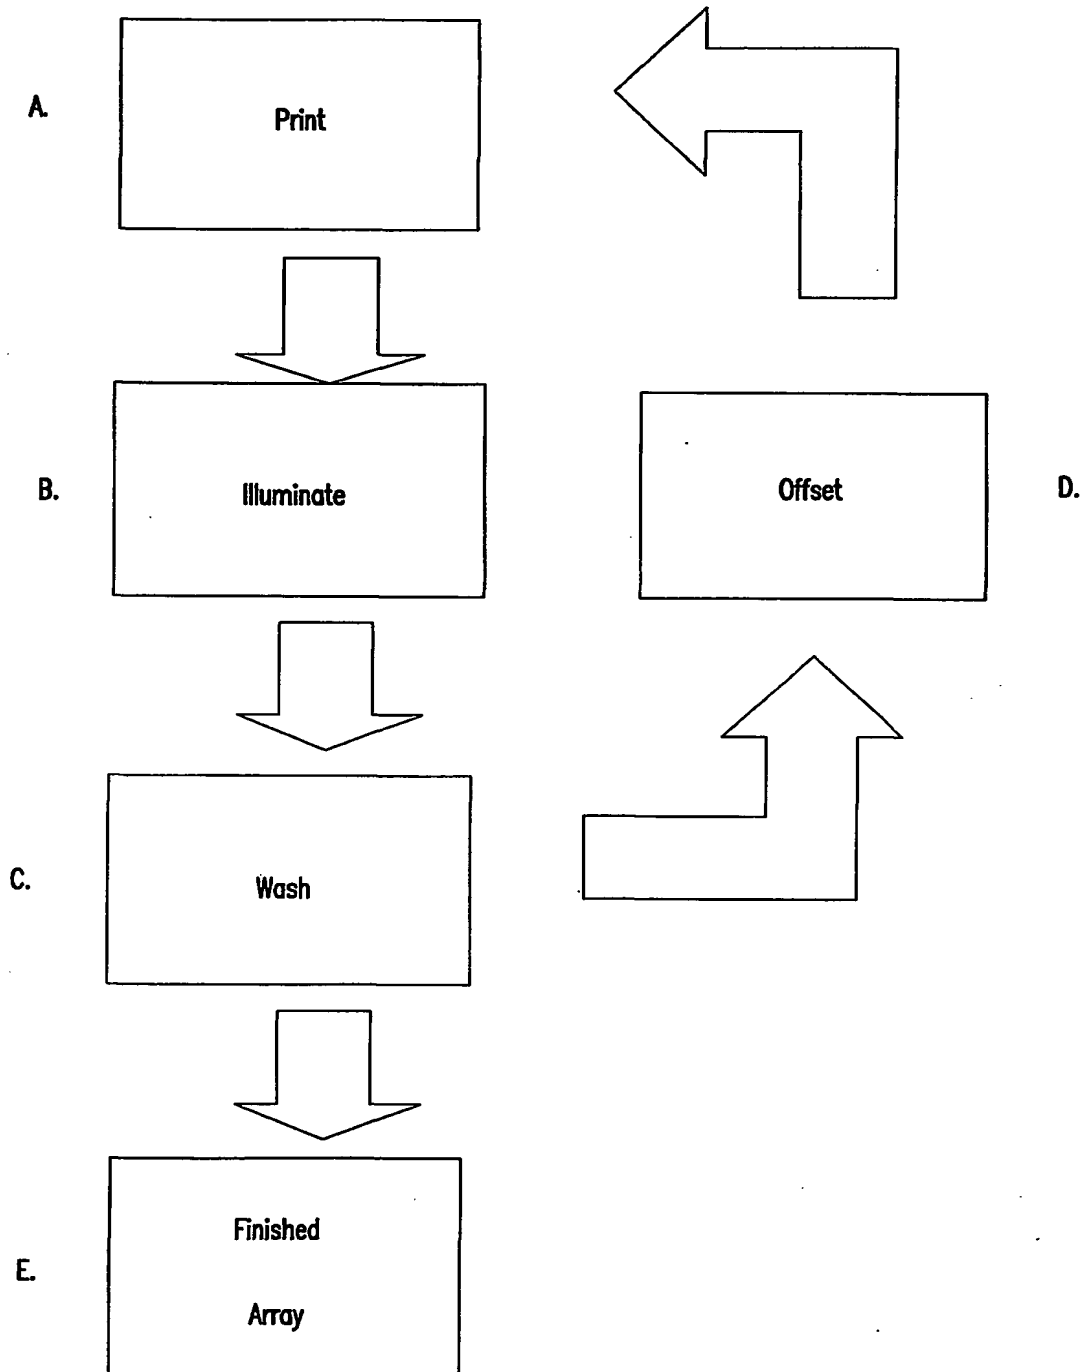 A.
Print
B.
Illuminate
Offset
D.
C.
Wash
E.
Finished
Array